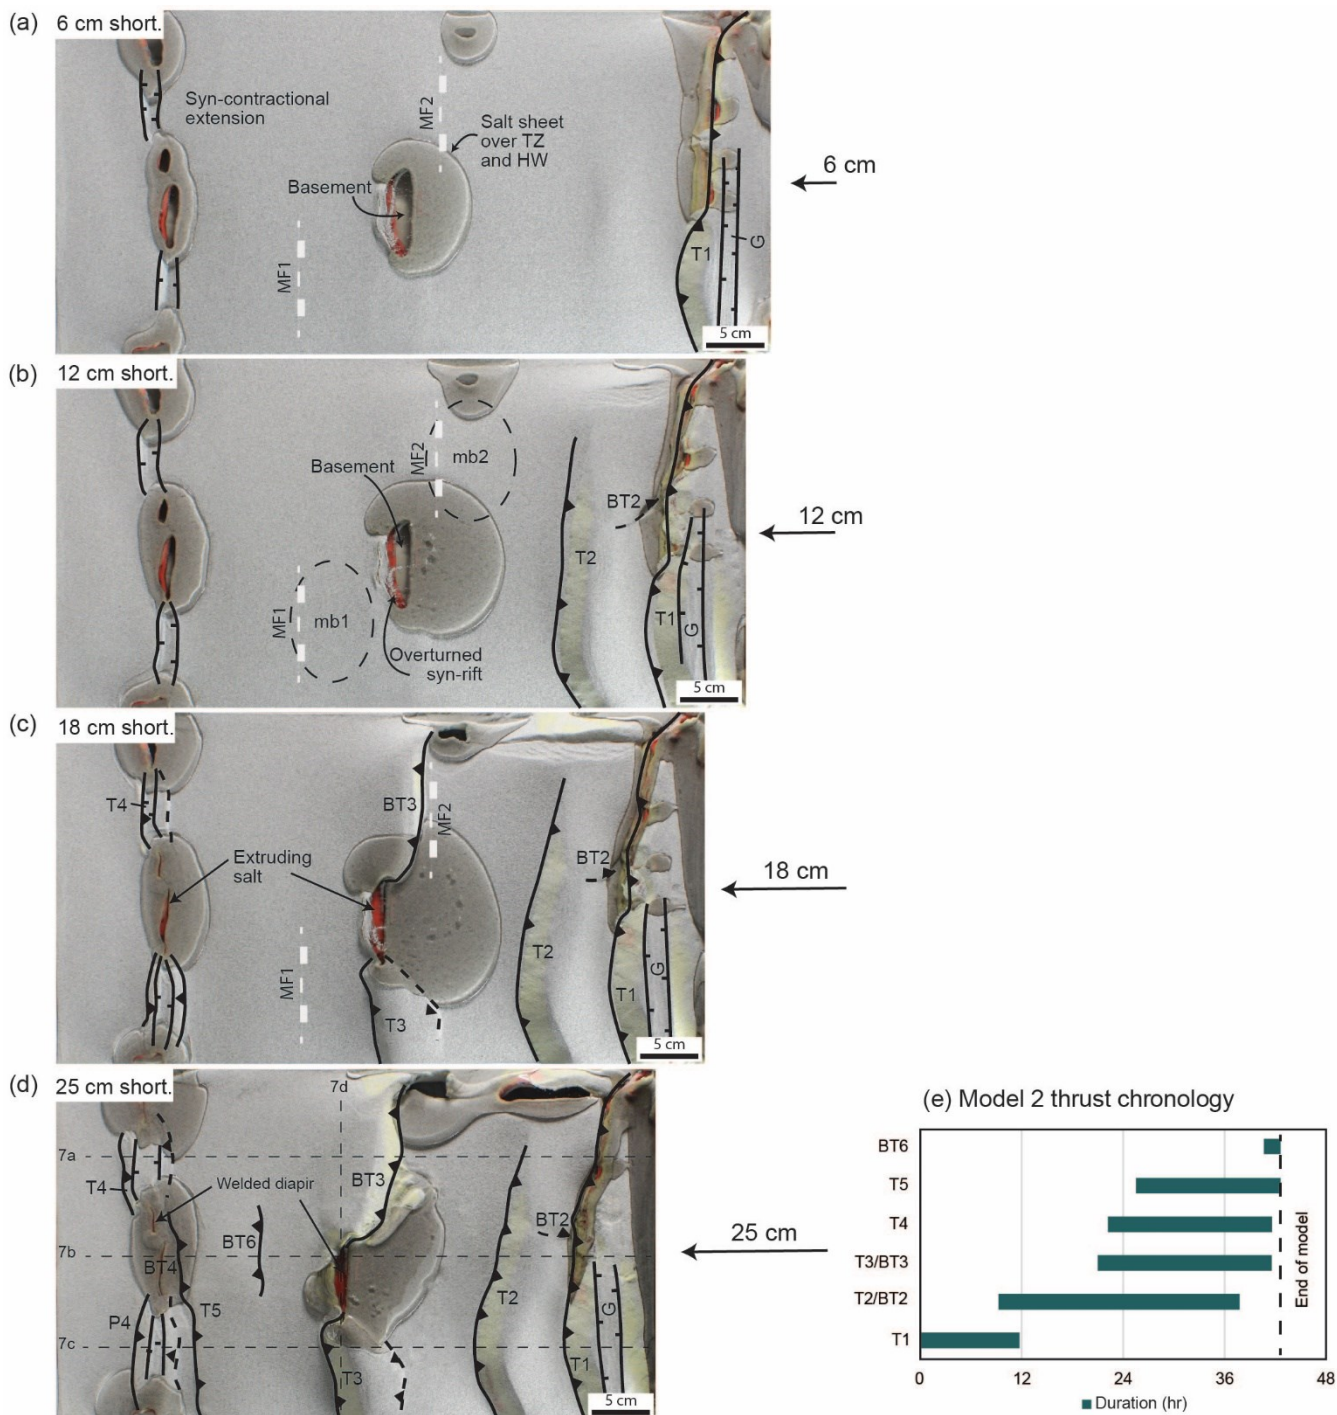 (a) 6 cm short.
Syn-contractional
extension
MF2
Salt sheet
over TZ
and HW
Basement
MF1
T1
G
5 cm
6 cm
(b) 12 cm short.
Basement
MF2
mb2
BT2
T2
MF1
mb1
T1
G
Overturned
syn-rift
5 cm
12 cm
(c) 18 cm short.
T4
BT3
MF2
Extruding
salt
BT2
T2
MF1
T3
T1
G
5 cm
18 cm
(d) 25 cm short.
7d
7a
T4
Welded diapir
BT3
BT2
BT6
7b
BT4
T2
P4
T5
G
7c
T3
T1
5 cm
25 cm
(e) Model 2 thrust chronology
BT6
T5
T4
T3/BT3
T2/BT2
T1
End of model
0 12 24 36 48
Duration (hr)